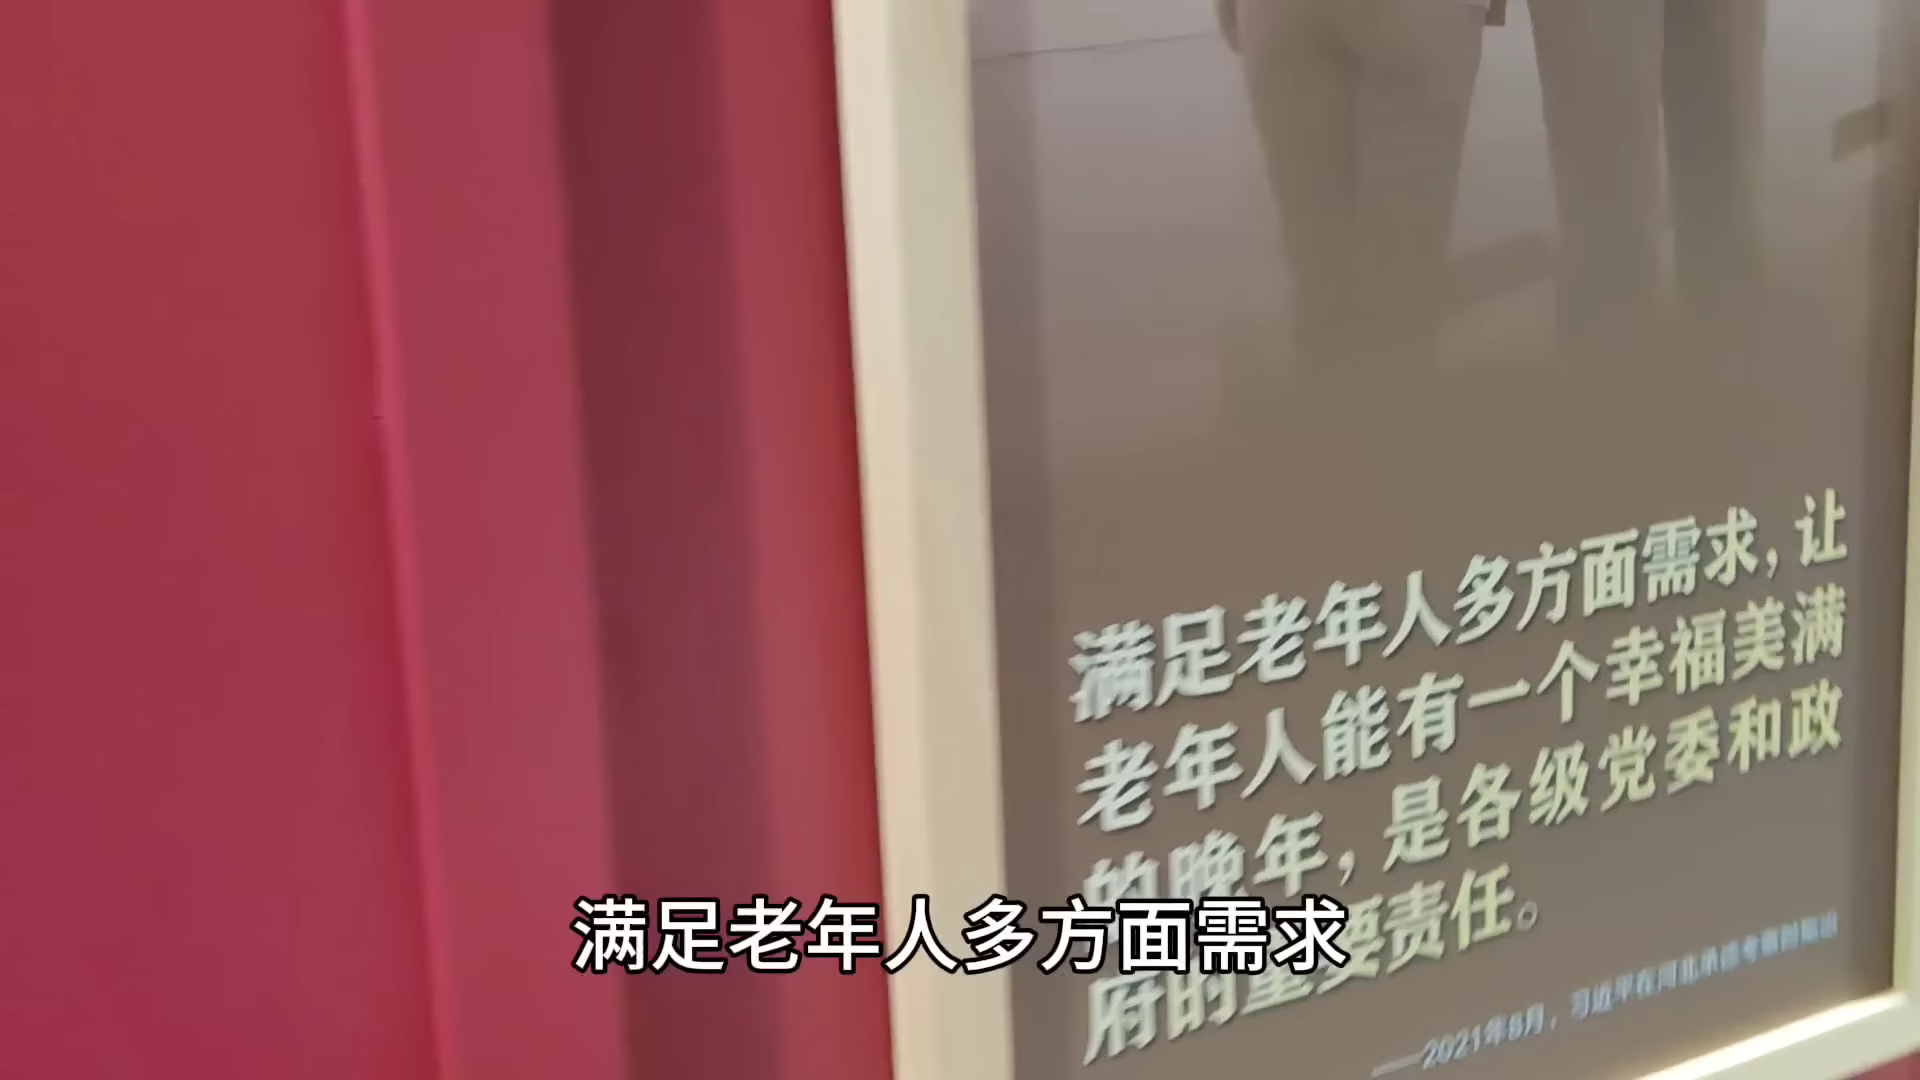 满足老年人多方面需求，让
老年人能有一个幸福美满
的晚年，是各级党委和政
府的重要责任。
——2021年8月，习近平在河北承德考察时指出
满足老年人多方面需求